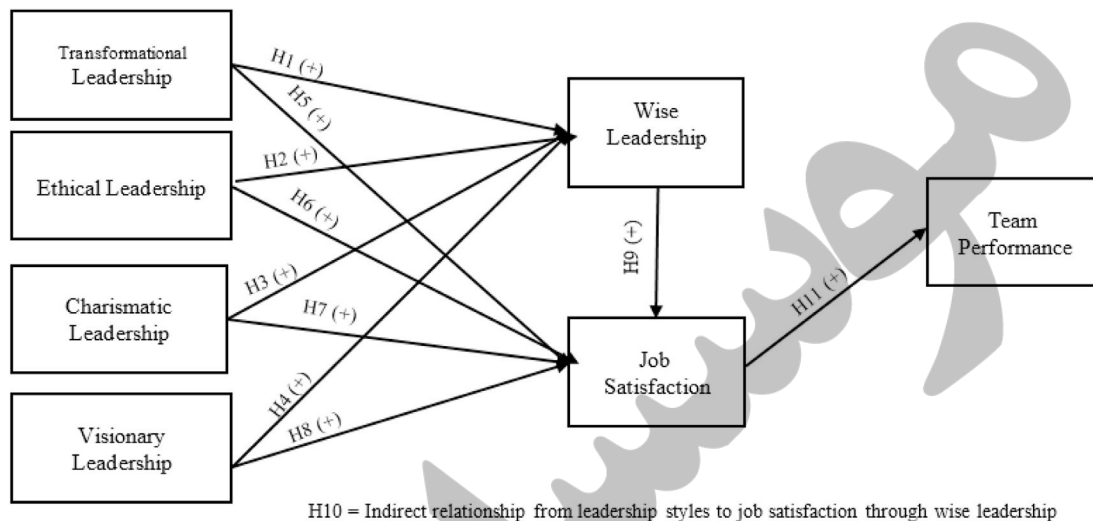 Transformational
Leadership
Ethical Leadership
Charismatic
Leadership
Visionary
Leadership
H1 (+)
H5 (+)
H2 (+)
H6 (+)
H3 (+)
H7 (+)
H4 (+)
H8 (+)
Wise
Leadership
H9 (+)
Job
Satisfaction
H11 (+)
Team
Performance
H10 = Indirect relationship from leadership styles to job satisfaction through wise leadership